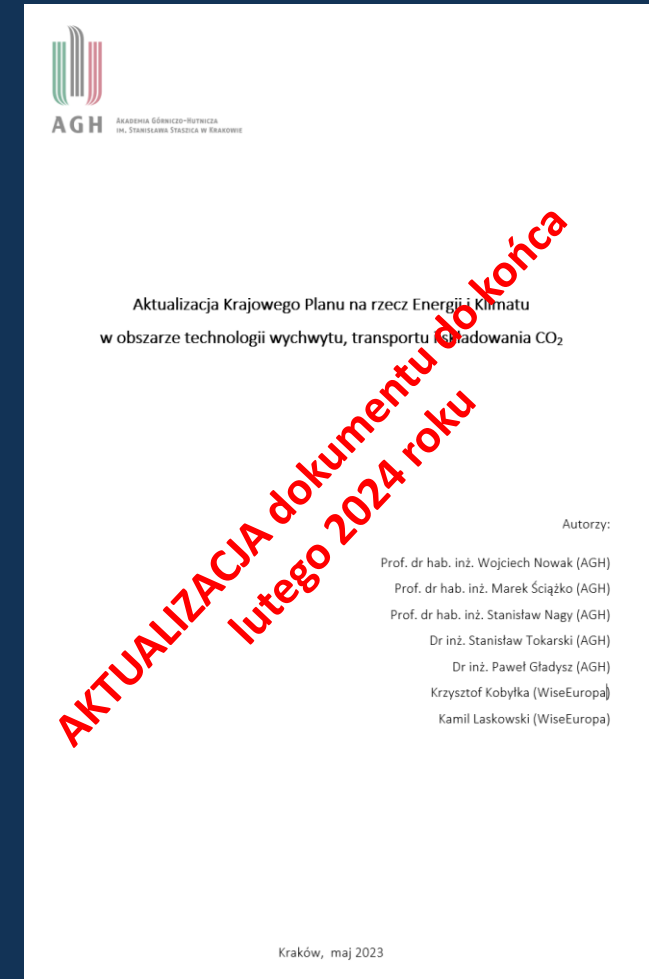 AGH
AKADEMIA GÓRNICZO-HUTNICZA
IM. STANISŁAWA STASZICA W KRAKOWIE
Aktualizacja Krajowego Planu na rzecz Energii i Klimatu
w obszarze technologii wychwytu, transportu i składowania CO₂
AKTUALIZACJA dokumentu do końca
lutego 2024 roku
Autorzy:
Prof. dr hab. inż. Wojciech Nowak (AGH)
Prof. dr hab. inż. Marek Ściążko (AGH)
Prof. dr hab. inż. Stanisław Nagy (AGH)
Dr inż. Stanisław Tokarski (AGH)
Dr inż. Paweł Gładysz (AGH)
Krzysztof Kobyłka (WiseEuropa)
Kamil Laskowski (WiseEuropa)
Kraków, maj 2023